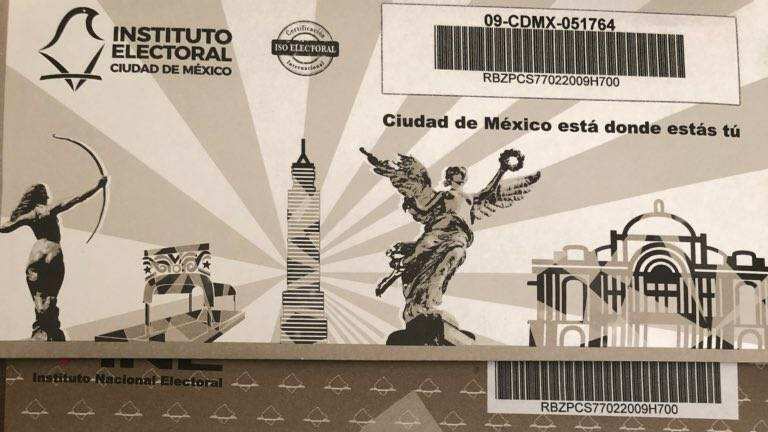 INSTITUTO
ELECTORAL
CIUDAD DE MÉXICO
Certificación
ISO ELECTORAL
Internacional
09-CDMX-051764
RBZPCS77022009H700
Ciudad de México está donde estás tú
INE
Instituto Nacional Electoral
RBZPCS77022009H700